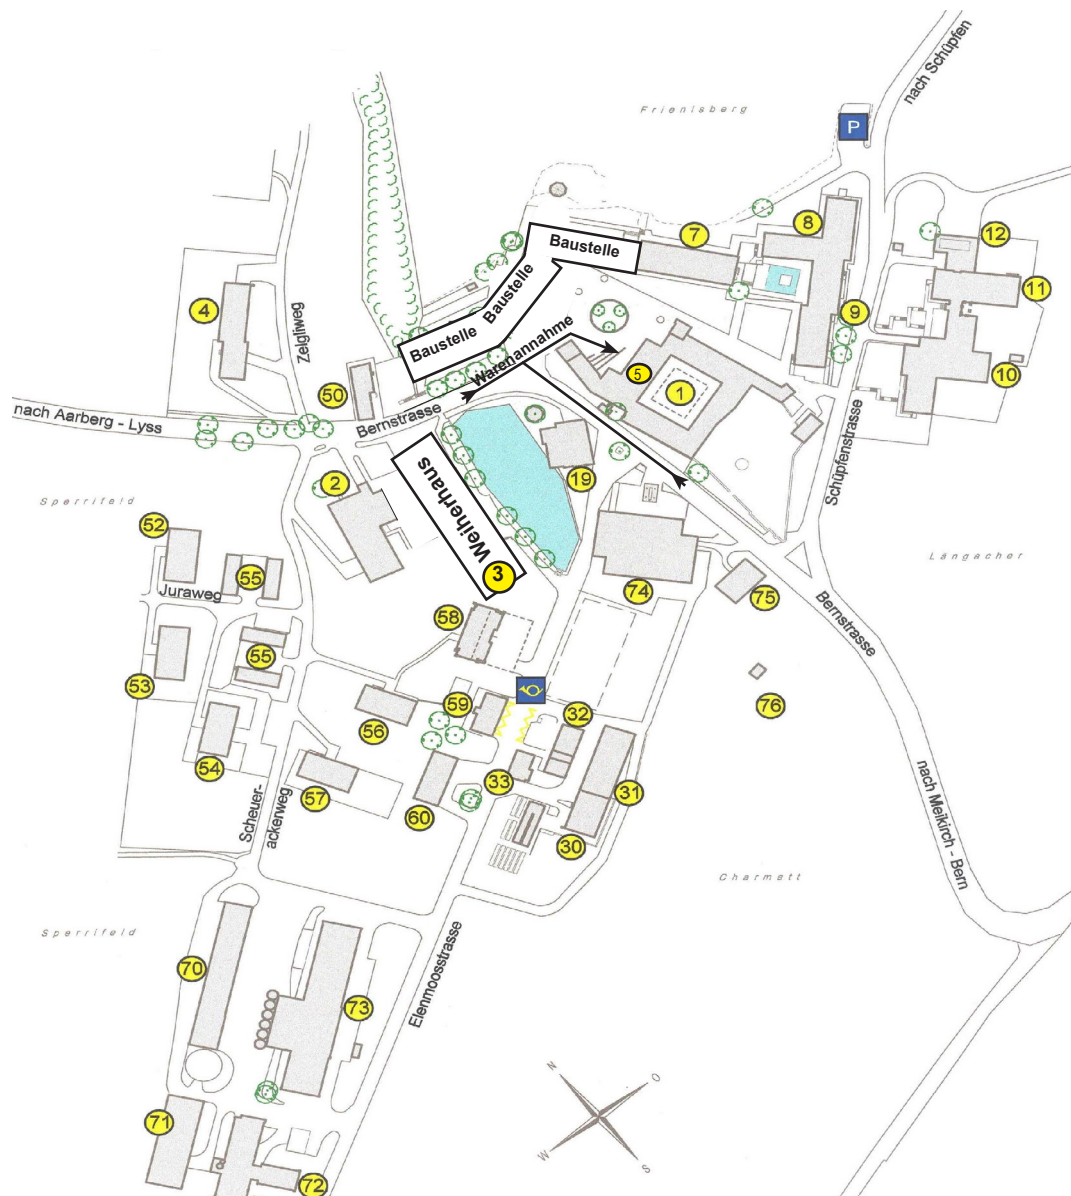 nach Schüpfen
Frienisberg
P
8
7
12
Baustelle
11
Baustelle
4
Zelgliweg
9
Baustelle
Warenannahme
5
10
50
1
nach Aarberg - Lyss
Bernstrasse
Schüpfenstrasse
Weiherhaus
19
2
Sperrifeld
52
Längacher
55
3
74
75
Juraweg
58
Bernstrasse
55
53
76
59
32
56
54
57
33
31
60
30
Scheuer-
ackerweg
nach Meikirch - Bern
Charmatt
Sperrifeld
Elenmoosstrasse
70
73
N
O
W
S
71
72